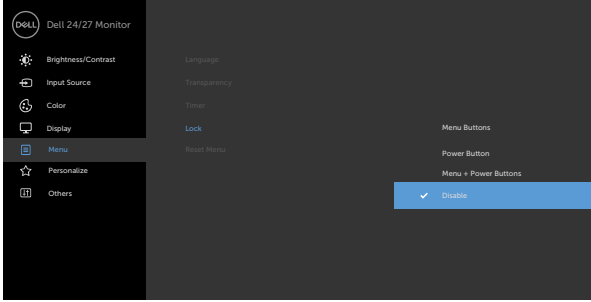 DELL
Dell 24/27 Monitor
Brightness/Contrast
Input Source
Color
Display
Menu
Personalize
Others
Language
Transparency
Timer
Lock
Reset Menu
Menu Buttons
Power Button
Menu + Power Buttons
Disable